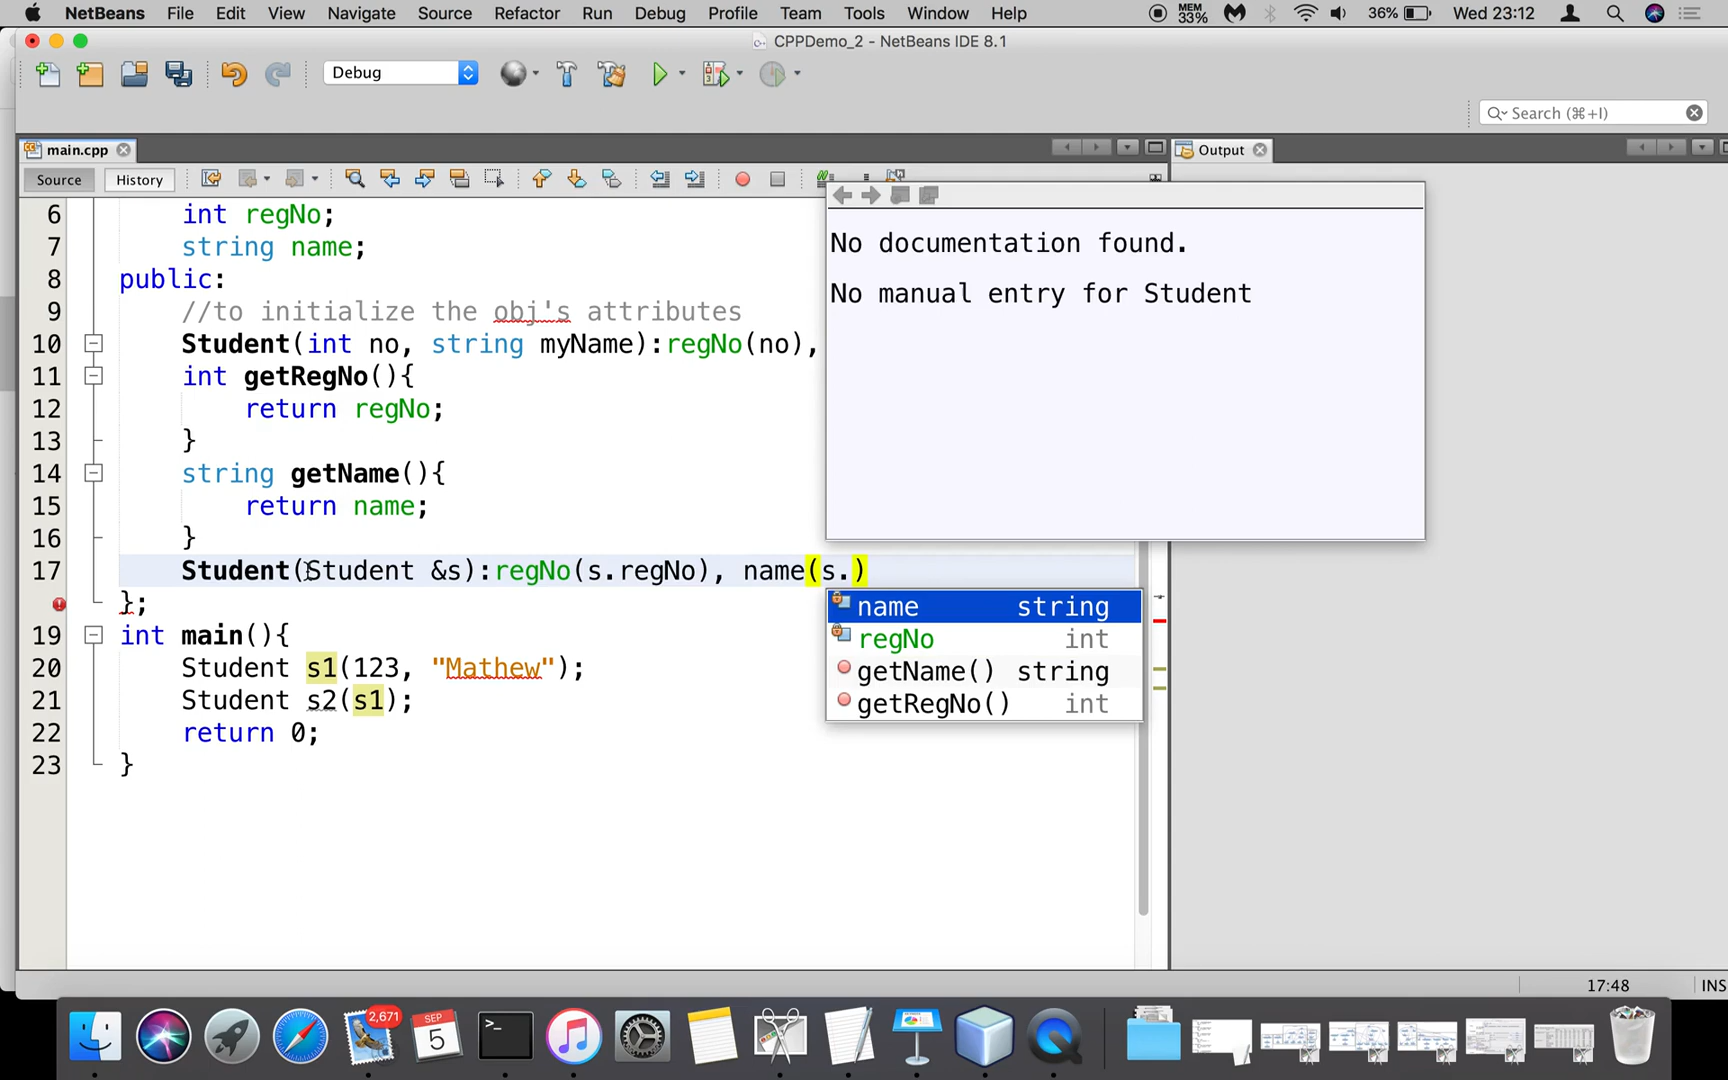 NetBeans File Edit View Navigate Source Refactor Run Debug Profile Team Tools Window Help MEM 33% 36% Wed 23:12
CPPDemo_2 - NetBeans IDE 8.1
Debug
Search (⌘+I)
main.cpp Output
Source History
6 int regNo;
7 string name;
8 public:
9 //to initialize the obj's attributes
10 Student(int no, string myName):regNo(no),
11 int getRegNo(){
12 return regNo;
13 }
14 string getName(){
15 return name;
16 }
17 Student(Student &s):regNo(s.regNo), name(s.)
};
19 int main(){
20 Student s1(123, "Mathew");
21 Student s2(s1);
22 return 0;
23 }
No documentation found.
No manual entry for Student
name string
regNo int
getName() string
getRegNo() int
17:48 INS
2,671
SEP
5
>_